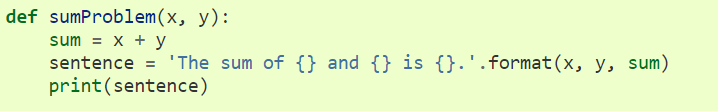 def sumProblem(x, y):
    sum = x + y
    sentence = 'The sum of {} and {} is {}.'.format(x, y, sum)
    print(sentence)